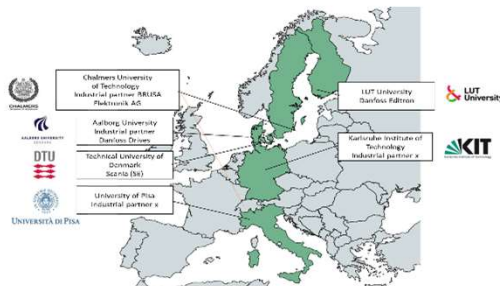 CHALMERS
Chalmers University
of Technology
Industrial partner BRUSA
Elektronik AG
AALBORG UNIVERSITY
Aalborg University
Industrial partner
Danfoss Drives
DTU
Technical University of
Denmark
Scania (SE)
University of Pisa
Industrial partner x
UNIVERSITÀ DI PISA
LUT University
Danfoss Editron
LUT
University
Karlsruhe Institute of
Technology
Industrial partner x
KIT